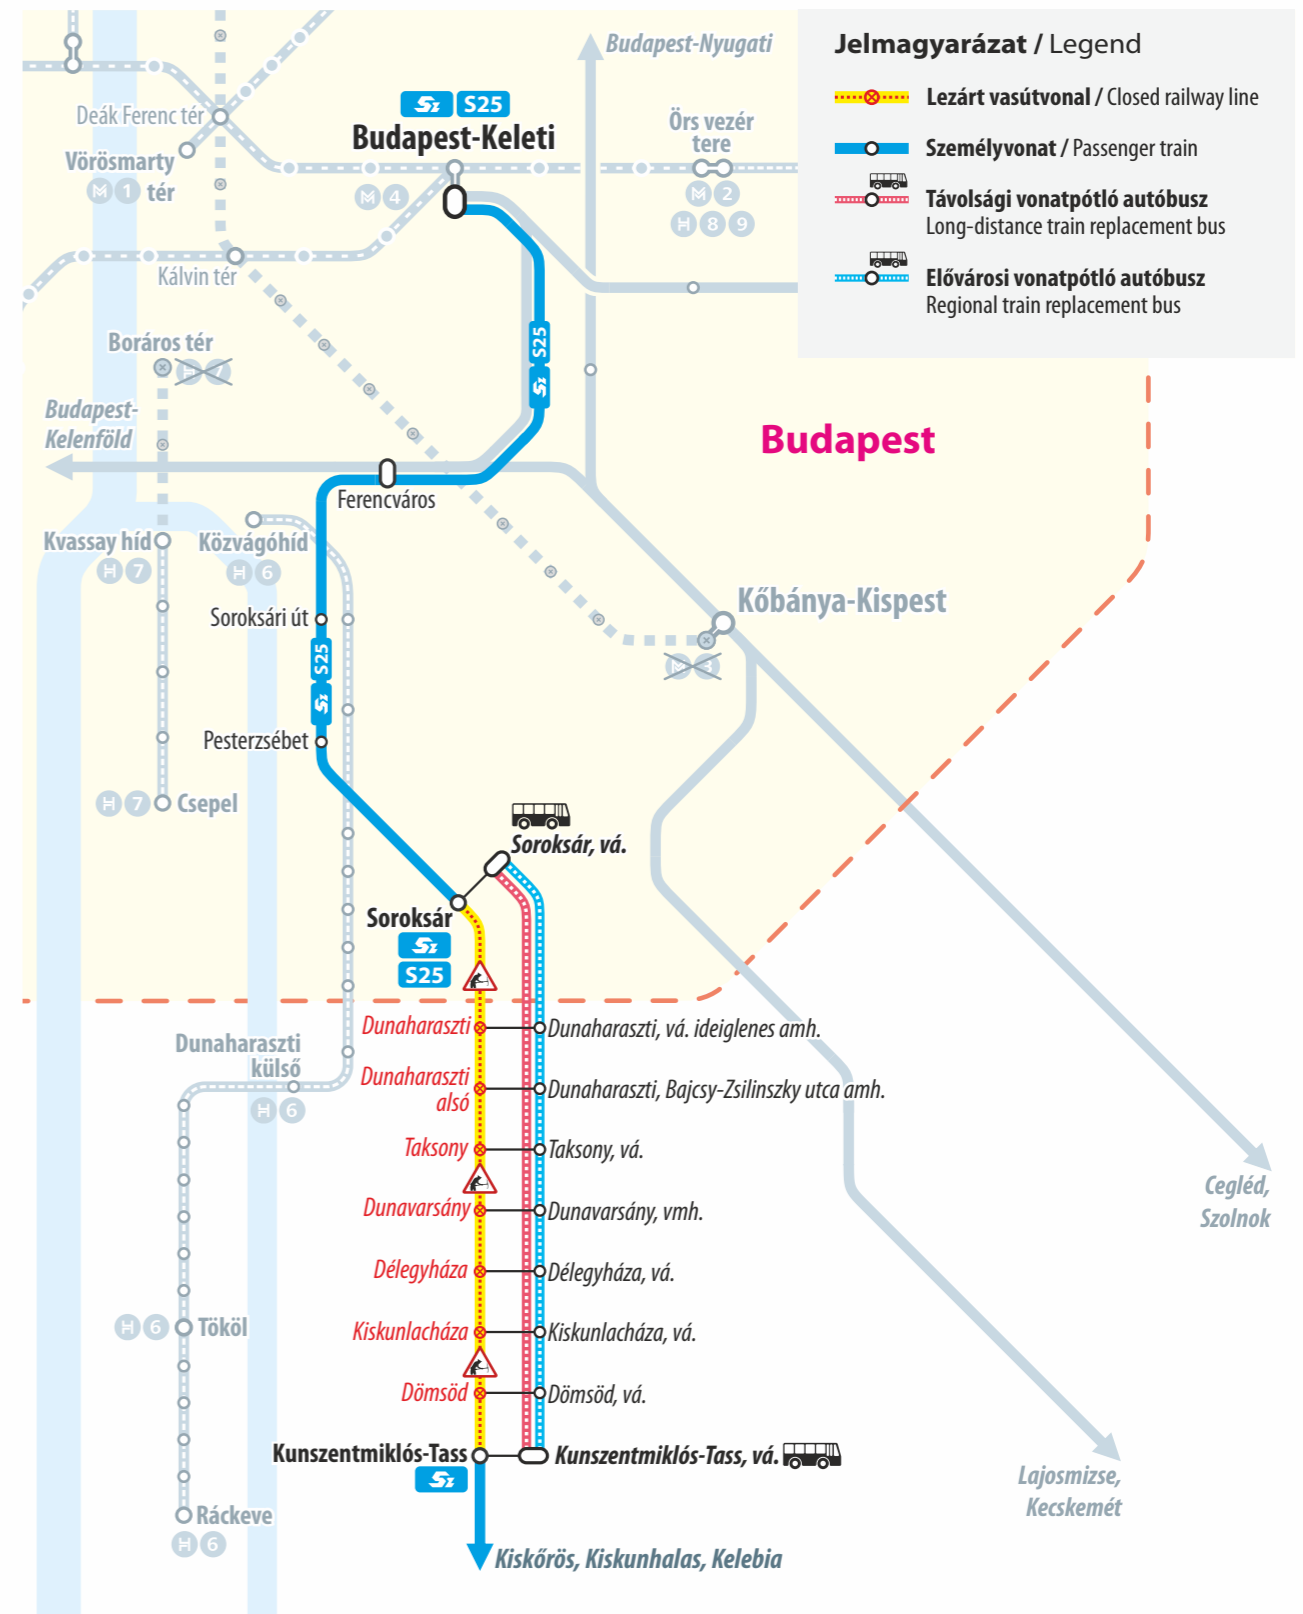 Budapest-Nyugati
Jelmagyarázat / Legend
Lezárt vasútvonal / Closed railway line
Személyvonat / Passenger train
Távolsági vonatpótló autóbusz
Long-distance train replacement bus
Elővárosi vonatpótló autóbusz
Regional train replacement bus
Deák Ferenc tér
Vörösmarty
M 1 tér
Sz S25
Budapest-Keleti
M 4
Örs vezér
tere
M 2
H 8 9
Kálvin tér
Boráros tér
H 7
S25
Sz
Budapest-
Kelenföld
Budapest
Ferencváros
Kvassay híd
H 7
Közvágóhíd
H 6
Kőbánya-Kispest
M 3
Soroksári út
S25
Sz
Pesterzsébet
H 7 Csepel
Soroksár, vá.
Soroksár
Sz
S25
Dunaharaszti
Dunaharaszti, vá. ideiglenes amh.
Dunaharaszti
külső
H 6
Dunaharaszti
alsó
Dunaharaszti, Bajcsy-Zsilinszky utca amh.
Taksony
Taksony, vá.
Dunavarsány
Dunavarsány, vmh.
Cegléd,
Szolnok
Délegyháza
Délegyháza, vá.
H 6 Tököl
Kiskunlacháza
Kiskunlacháza, vá.
Dömsöd
Dömsöd, vá.
Kunszentmiklós-Tass
Sz
Kunszentmiklós-Tass, vá.
Lajosmizse,
Kecskemét
Ráckeve
H 6
Kiskőrös, Kiskunhalas, Kelebia